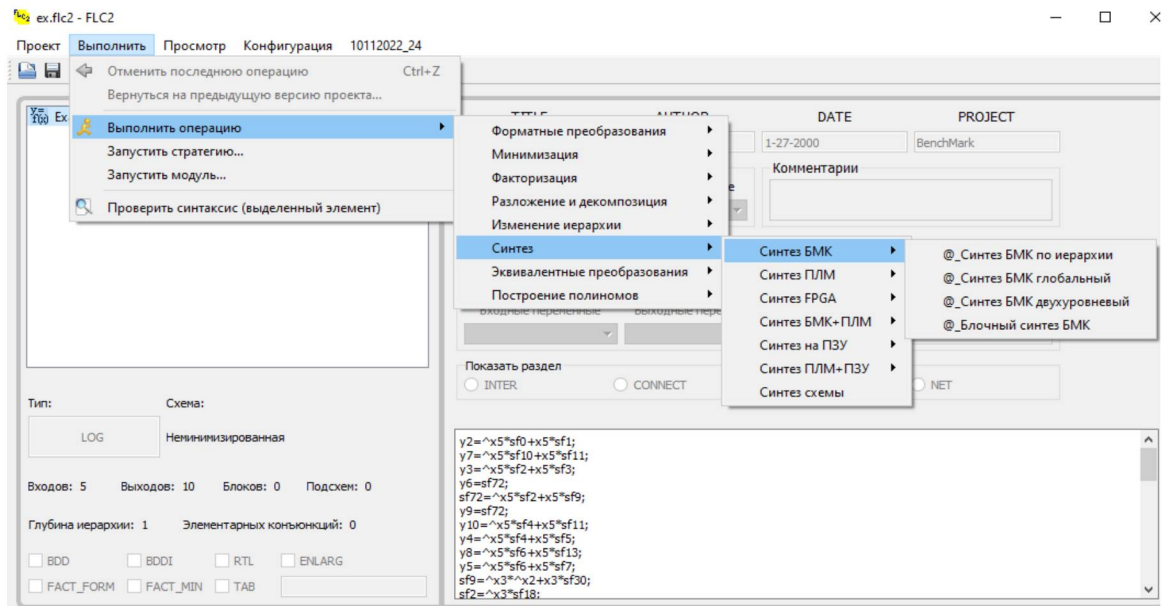 FLC2 ex.flc2 - FLC2
Проект Выполнить Просмотр Конфигурация 10112022_24
Отменить последнюю операцию Ctrl+Z
Вернуться на предыдущую версию проекта...
Выполнить операцию
Запустить стратегию...
Запустить модуль...
Проверить синтаксис (выделенный элемент)
y= f(x) Ex
TITLE AUTHOR DATE PROJECT
1-27-2000 BenchMark
Комментарии
Форматные преобразования
Минимизация
Факторизация
Разложение и декомпозиция
Изменение иерархии
Синтез
Эквивалентные преобразования
Построение полиномов
Синтез БМК
Синтез ПЛМ
Синтез FPGA
Синтез БМК+ПЛМ
Синтез на ПЗУ
Синтез ПЛМ+ПЗУ
Синтез схемы
@_Синтез БМК по иерархии
@_Синтез БМК глобальный
@_Синтез БМК двухуровневый
@_Блочный синтез БМК
Входные переменные Выходные пере
Показать раздел
INTER CONNECT NET
Тип: Схема:
LOG Неминимизированная
Входов: 5 Выходов: 10 Блоков: 0 Подсхем: 0
Глубина иерархии: 1 Элементарных конъюнкций: 0
BDD BDDI RTL ENLARG
FACT_FORM FACT_MIN TAB
y2=^x5*sf0+x5*sf1;
y7=^x5*sf10+x5*sf11;
y3=^x5*sf2+x5*sf3;
y6=sf72;
sf72=^x5*sf2+x5*sf9;
y9=sf72;
y10=^x5*sf4+x5*sf11;
y4=^x5*sf4+x5*sf5;
y8=^x5*sf6+x5*sf13;
y5=^x5*sf6+x5*sf7;
sf9=^x3*^x2+x3*sf30;
sf2=^x3*sf18;